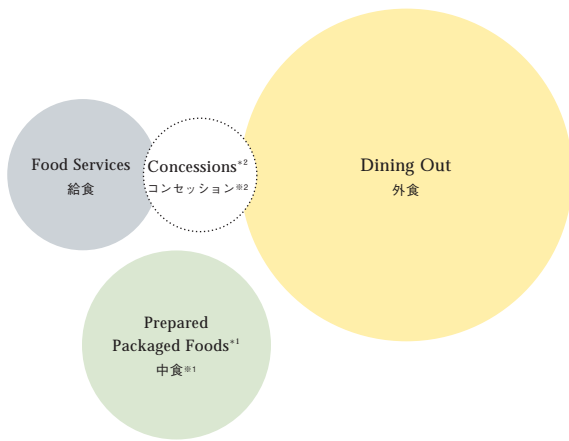 Food Services
給食
Concessions*2
コンセッション※2
Dining Out
外食
Prepared
Packaged Foods*1
中食※1